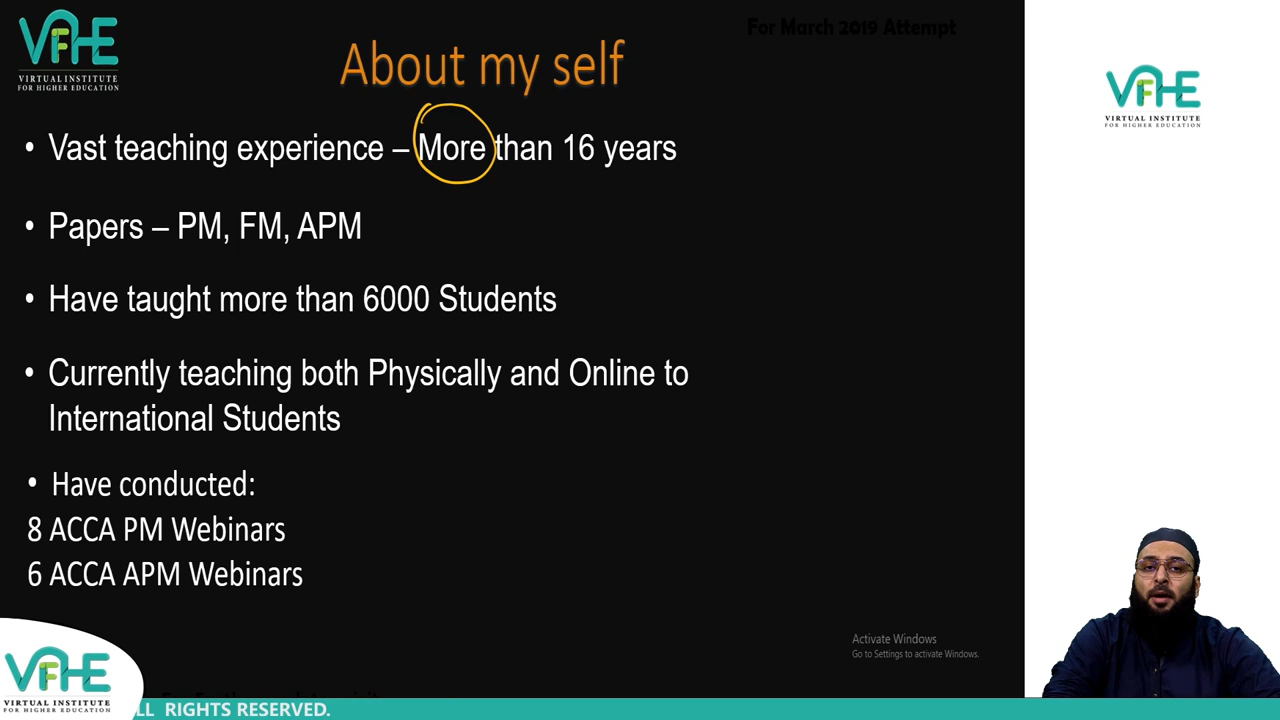 For March 2019 Attempt
VFHE
VIRTUAL INSTITUTE
FOR HIGHER EDUCATION
About my self
VFHE
VIRTUAL INSTITUTE
FOR HIGHER EDUCATION
• Vast teaching experience – More than 16 years
• Papers – PM, FM, APM
• Have taught more than 6000 Students
• Currently teaching both Physically and Online to
International Students
• Have conducted:
8 ACCA PM Webinars
6 ACCA APM Webinars
Activate Windows
Go to Settings to activate Windows.
VFHE
VIRTUAL INSTITUTE
FOR HIGHER EDUCATION
ALL RIGHTS RESERVED.